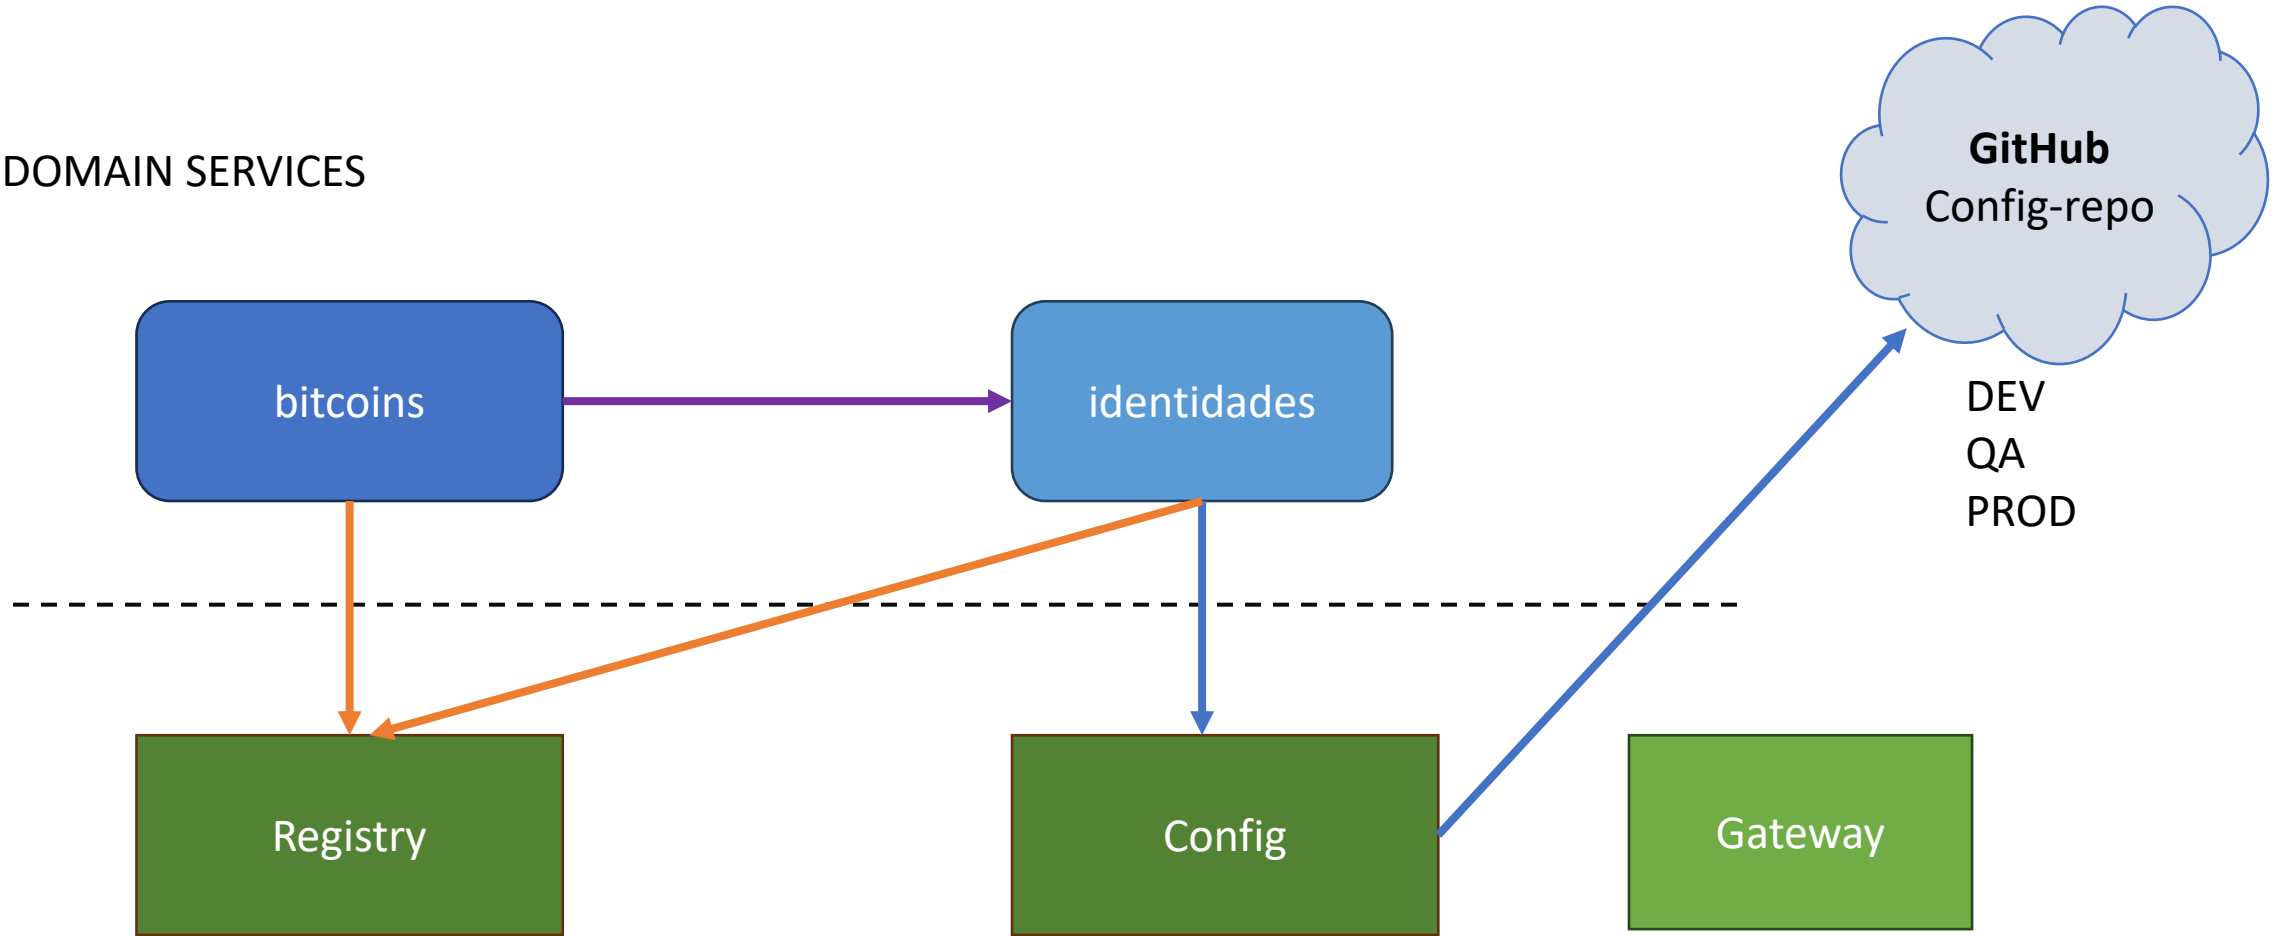 DOMAIN SERVICES
GitHub
Config-repo
bitcoins
identidades
DEV
QA
PROD
Registry
Config
Gateway